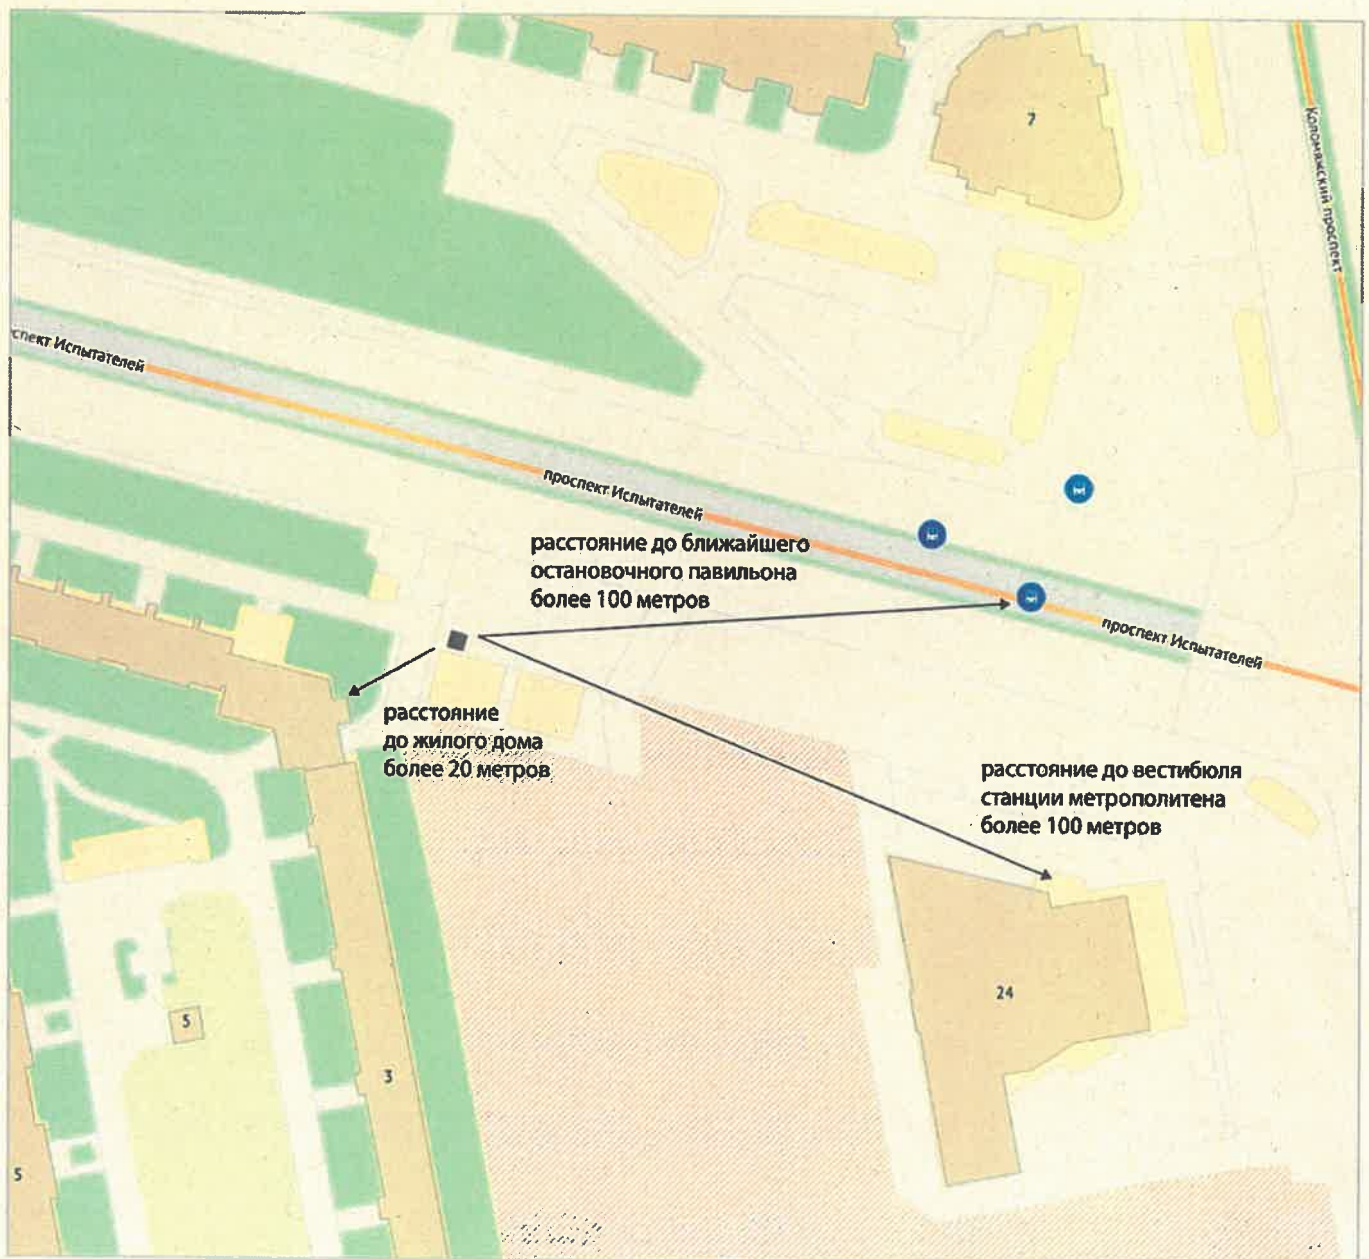 7
Коломяжский проспект
спект Испытателей
проспект Испытателей
расстояние до ближайшего
остановочного павильона
более 100 метров
проспект Испытателей
расстояние
до жилого дома
более 20 метров
расстояние до вестибюля
станции метрополитена
более 100 метров
24
5
3
5